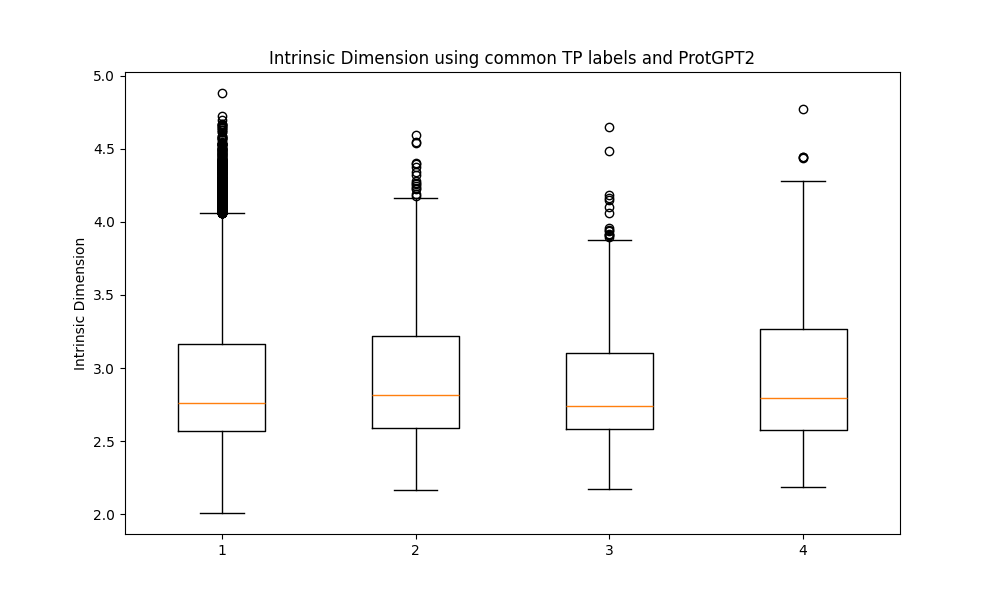 Intrinsic Dimension using common TP labels and ProtGPT2
Intrinsic Dimension
5.0
4.5
4.0
3.5
3.0
2.5
2.0
1 2 3 4